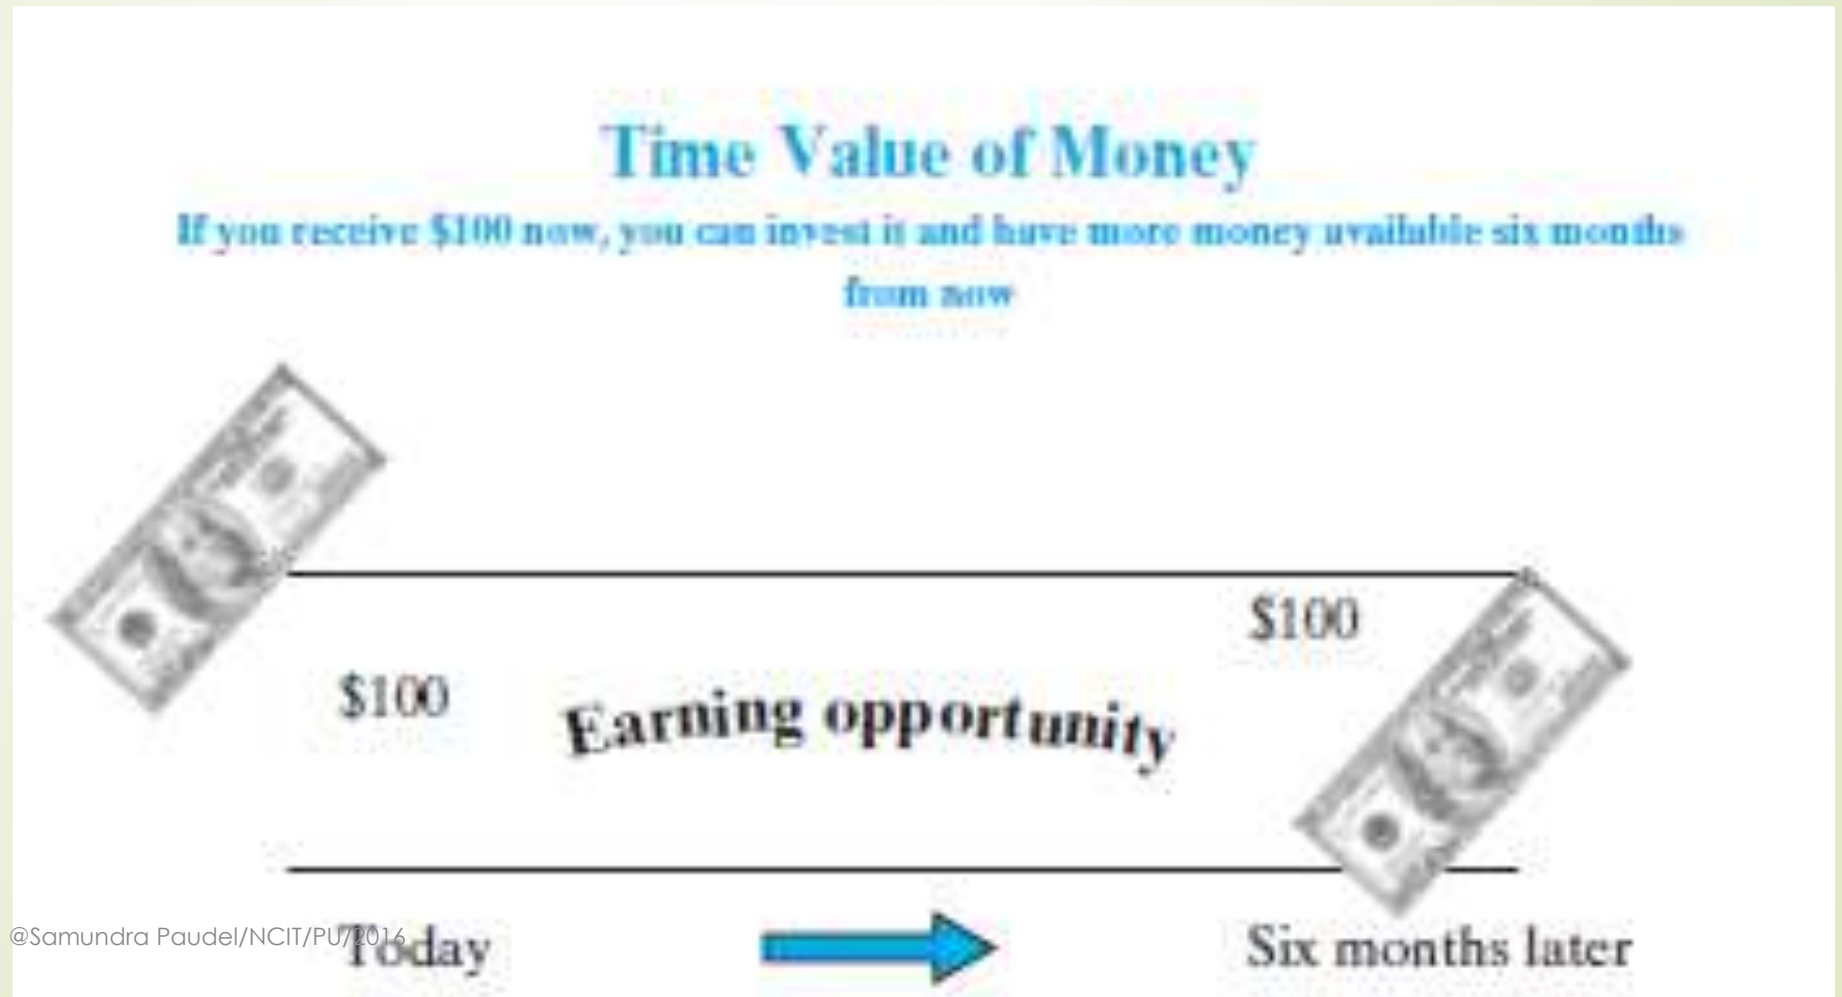 Time Value of Money
If you receive $100 now, you can invest it and have more money available six months
from now
$100
$100
Earning opportunity
@Samundra Paudel/NCIT/PU/2016
Today
Six months later